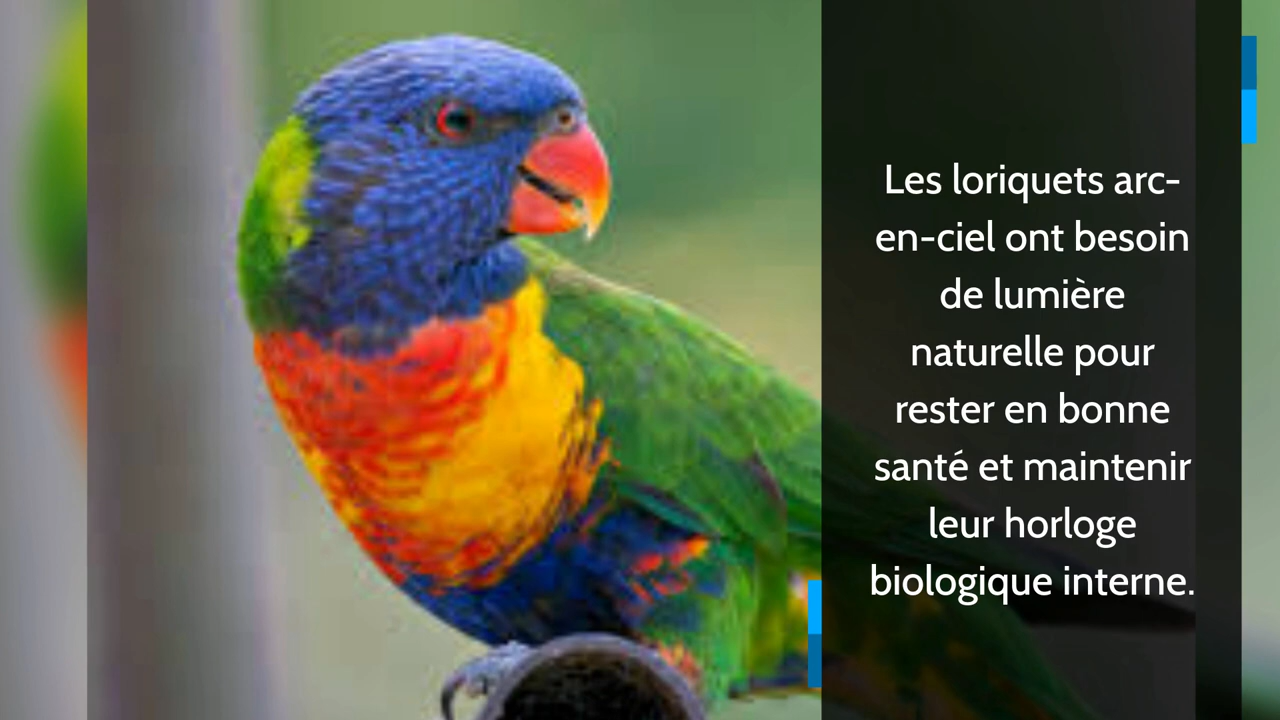 Les loriquets arc-
en-ciel ont besoin
de lumière
naturelle pour
rester en bonne
santé et maintenir
leur horloge
biologique interne.